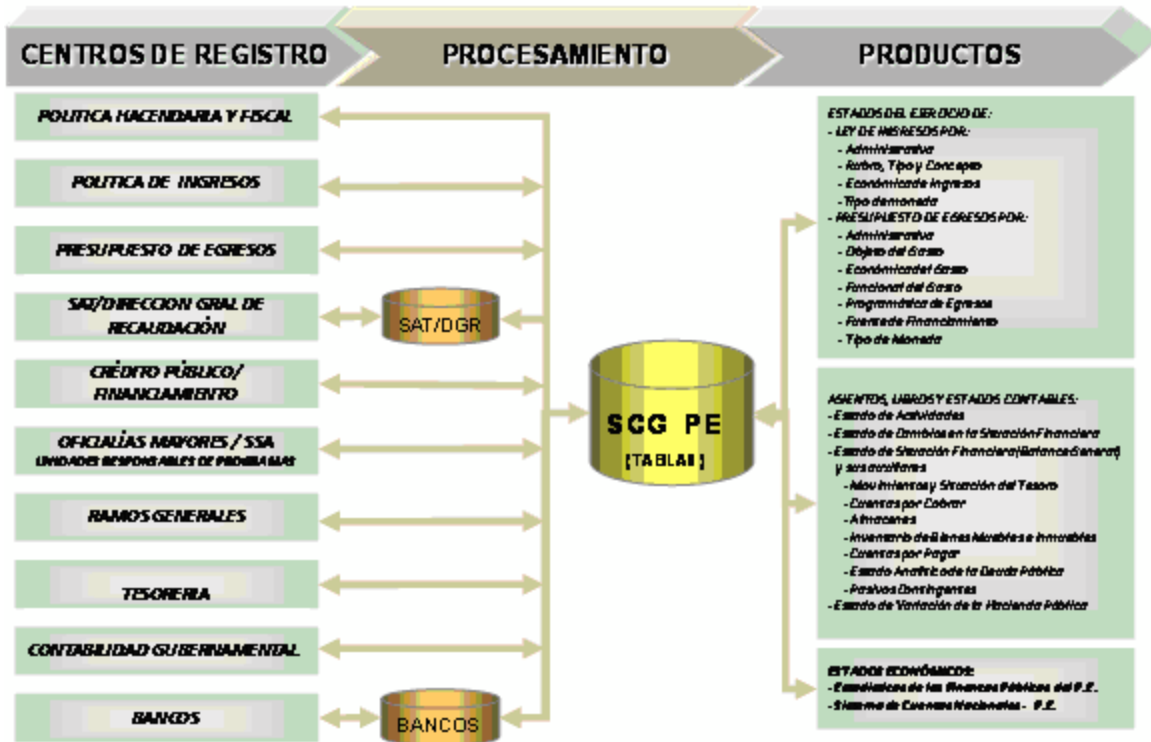 CENTROS DE REGISTRO
PROCESAMIENTO
PRODUCTOS
POLITICA HACENDARIA Y FISCAL
POLITICA DE INGRESOS
PRESUPUESTO DE EGRESOS
SAT/DIRECCION GRAL DE
RECAUDACIÓN
CRÉDITO PÚBLICO/
FINANCIAMIENTO
OFICIALÍAS MAYORES / SSA
UNIDADES RESPONSABLES DE PROGRAMAS
RAMOS GENERALES
TESORERIA
CONTABILIDAD GUBERNAMENTAL
BANCOS
SAT/DGR
BANCOS
SCG PE
(TABLAS)
ESTADOS DEL EJERCICIO DE:
- LEY DE INGRESOS POR:
- Administrativa
- Rubro, Tipo y Concepto
- Económica de Ingresos
- Tipo de moneda
- PRESUPUESTO DE EGRESOS POR:
- Administrativa
- Objeto del Gasto
- Económica del Gasto
- Funcional del Gasto
- Programática de Egresos
- Fuente de Financiamiento
- Tipo de Moneda
ASIENTOS, LIBROS Y ESTADOS CONTABLES:
- Estado de Actividades
- Estado de Cambios en la Situación Financiera
- Estado de Situación Financiera (Balance General)
y sus auxiliares
- Movimientos y Situación del Tesoro
- Cuentas por Cobrar
- Almacenes
- Inventario de Bienes Muebles e Inmuebles
- Cuentas por Pagar
- Estado Analítico de la Deuda Pública
- Pasivos Contingentes
- Estado de Variación de la Hacienda Pública
ESTADOS ECONÓMICOS:
- Estadísticas de las Finanzas Públicas del P.E.
- Sistema de Cuentas Nacionales - P.E.